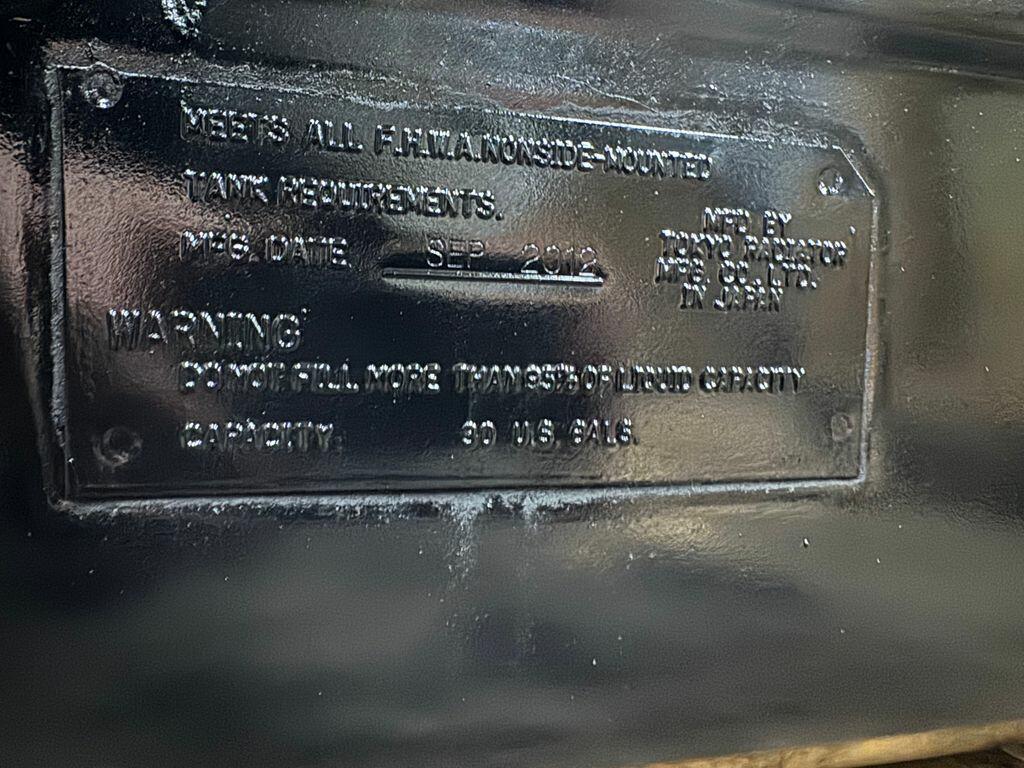 MEETS ALL F.H.W.A. NONSIDE-MOUNTED
TANK REQUIREMENTS.
MFG. DATE SEP 2012
MFD BY
TOKYO RADIATOR
MFG CO., LTD.
IN JAPAN
WARNING
DO NOT FILL MORE THAN 95% OF LIQUID CAPACITY
CAPACITY: 30 U.S. GALS.